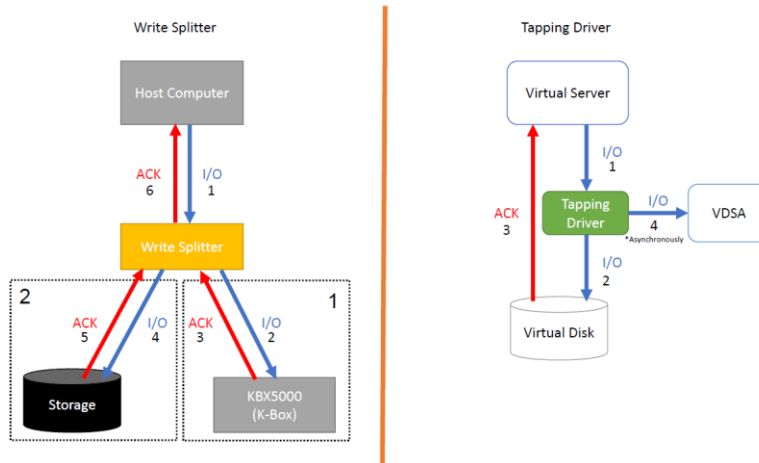 Write Splitter
Host Computer
ACK
6
I/O
1
Write Splitter
2
ACK
5
I/O
4
Storage
1
ACK
3
I/O
2
KBX5000
(K-Box)
Tapping Driver
Virtual Server
I/O
1
ACK
3
Tapping
Driver
I/O
4
*Asynchronously
VDSA
I/O
2
Virtual Disk